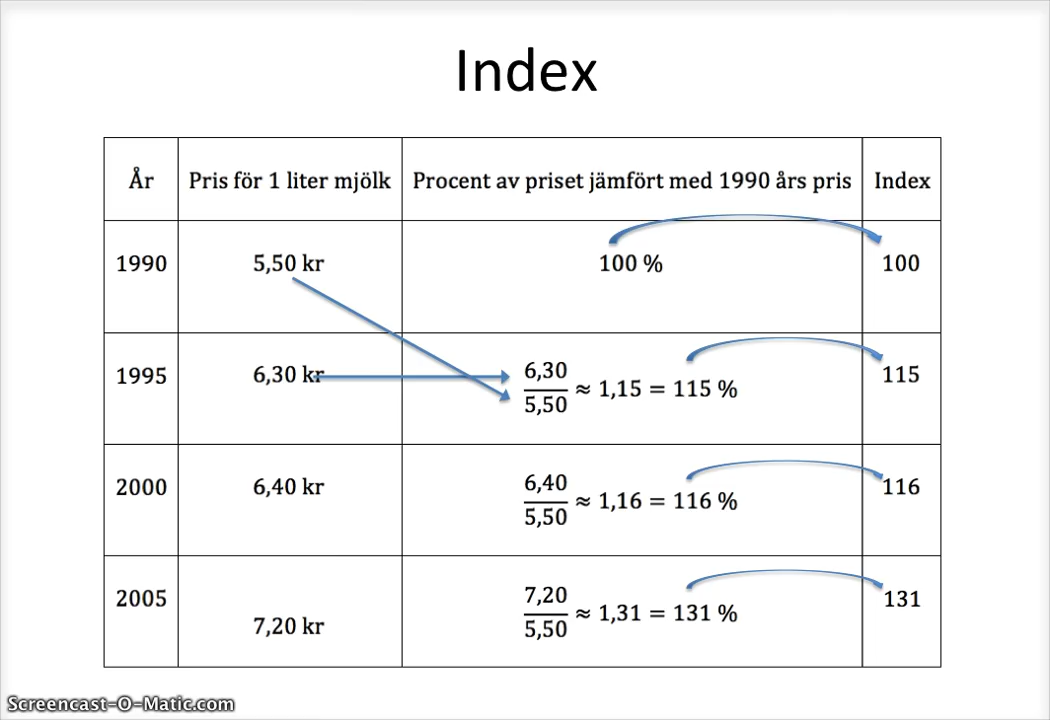 Index
År Pris för 1 liter mjölk Procent av priset jämfört med 1990 års pris Index
1990 5,50 kr 100 % 100
1995 6,30 kr 6,30/5,50 ≈ 1,15 = 115 % 115
2000 6,40 kr 6,40/5,50 ≈ 1,16 = 116 % 116
2005 7,20 kr 7,20/5,50 ≈ 1,31 = 131 % 131
Screencast-O-Matic.com